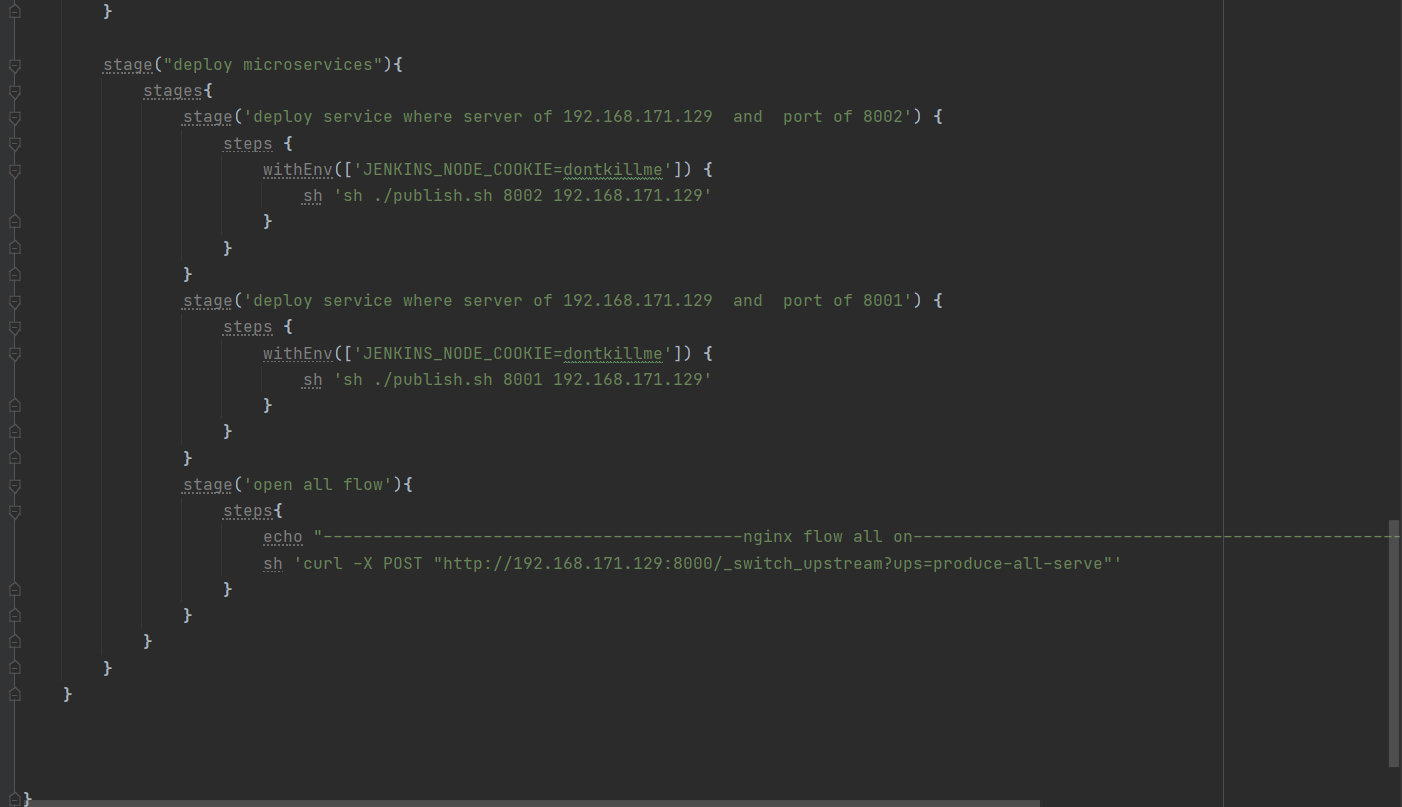 }

        stage("deploy microservices"){
            stages{
                stage('deploy service where server of 192.168.171.129  and  port of 8002') {
                    steps {
                        withEnv(['JENKINS_NODE_COOKIE=dontkillme']) {
                            sh 'sh ./publish.sh 8002 192.168.171.129'
                        }
                    }
                }
                stage('deploy service where server of 192.168.171.129  and  port of 8001') {
                    steps {
                        withEnv(['JENKINS_NODE_COOKIE=dontkillme']) {
                            sh 'sh ./publish.sh 8001 192.168.171.129'
                        }
                    }
                }
                stage('open all flow'){
                    steps{
                        echo "------------------------------------------nginx flow all on-------------------------------------------------
                        sh 'curl -X POST "http://192.168.171.129:8000/_switch_upstream?ups=produce-all-serve"'
                    }
                }
            }
        }
    }



}